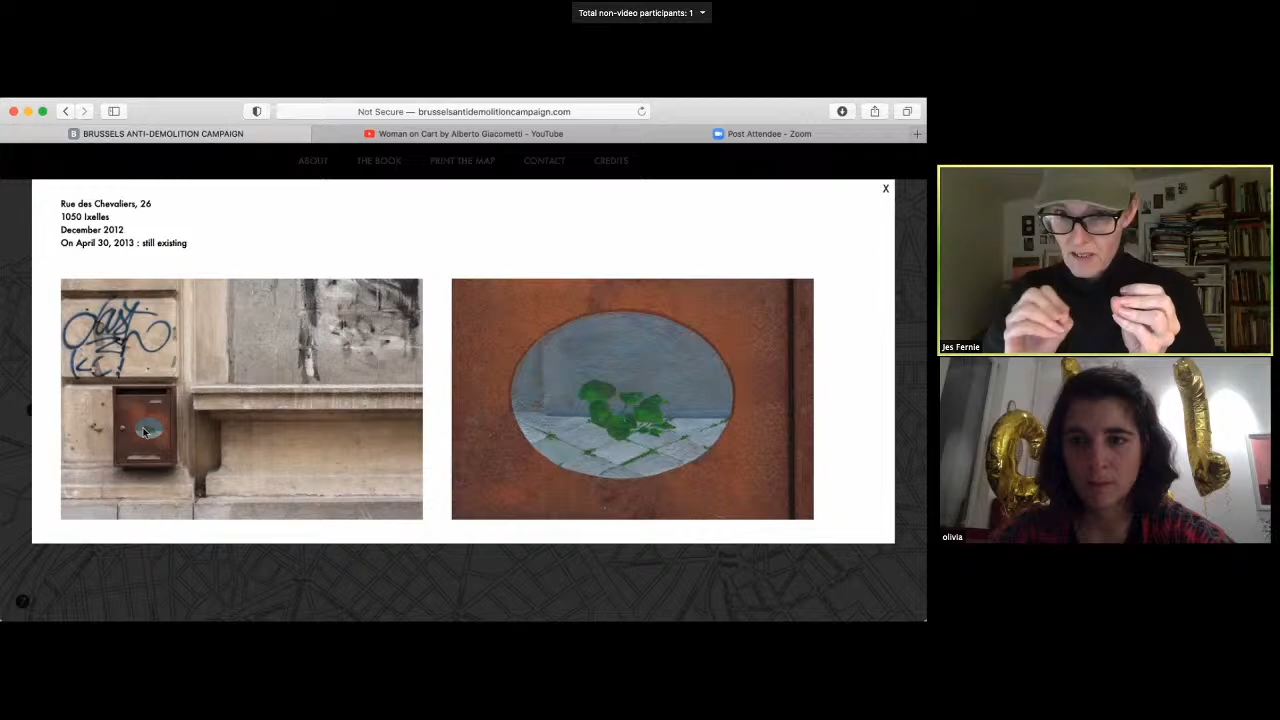 Total non-video participants: 1
Not Secure — brusselsantidemolitioncampaign.com
BRUSSELS ANTI-DEMOLITION CAMPAIGN
Woman on Cart by Alberto Giacometti - YouTube
Post Attendee - Zoom
ABOUT
THE BOOK
PRINT THE MAP
CONTACT
CREDITS
X
Rue des Chevaliers, 26
1050 Ixelles
December 2012
On April 30, 2013 : still existing
Jes Fernie
olivia